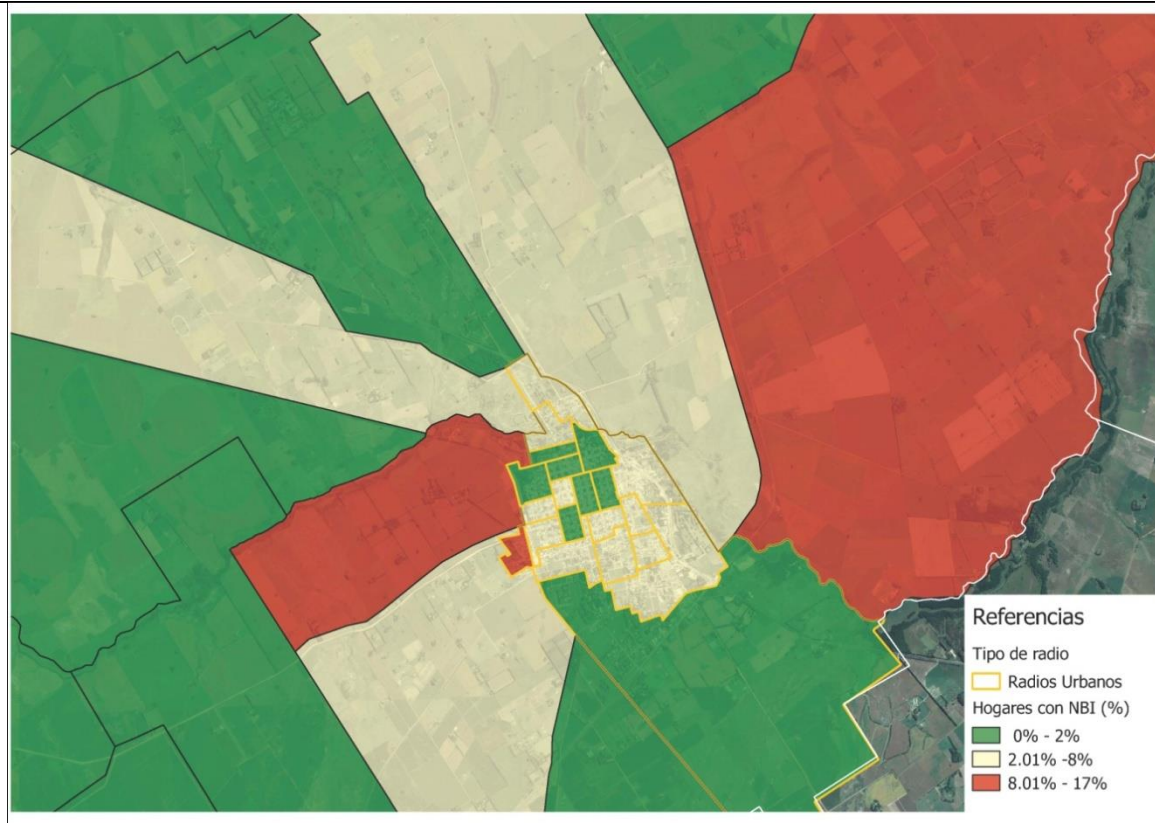 Referencias
Tipo de radio
Radios Urbanos
Hogares con NBI (%)
0% - 2%
2.01% -8%
8.01% - 17%